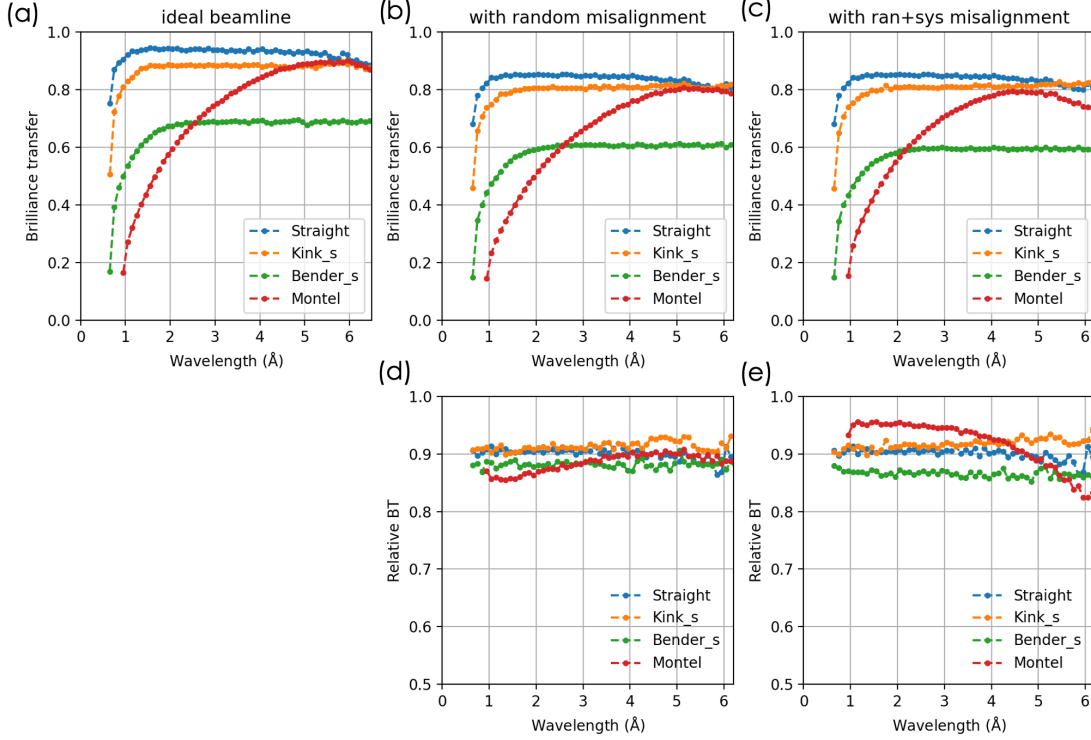 (a)
ideal beamline
Brilliance transfer
1.0
0.8
0.6
0.4
0.2
0.0
0 1 2 3 4 5 6
Wavelength (Å)
Straight
Kink_s
Bender_s
Montel
(b)
with random misalignment
Brilliance transfer
1.0
0.8
0.6
0.4
0.2
0.0
0 1 2 3 4 5 6
Wavelength (Å)
Straight
Kink_s
Bender_s
Montel
(c)
with ran+sys misalignment
Brilliance transfer
1.0
0.8
0.6
0.4
0.2
0.0
0 1 2 3 4 5 6
Wavelength (Å)
Straight
Kink_s
Bender_s
Montel
(d)
Relative BT
1.0
0.9
0.8
0.7
0.6
0.5
0 1 2 3 4 5 6
Wavelength (Å)
Straight
Kink_s
Bender_s
Montel
(e)
Relative BT
1.0
0.9
0.8
0.7
0.6
0.5
0 1 2 3 4 5 6
Wavelength (Å)
Straight
Kink_s
Bender_s
Montel